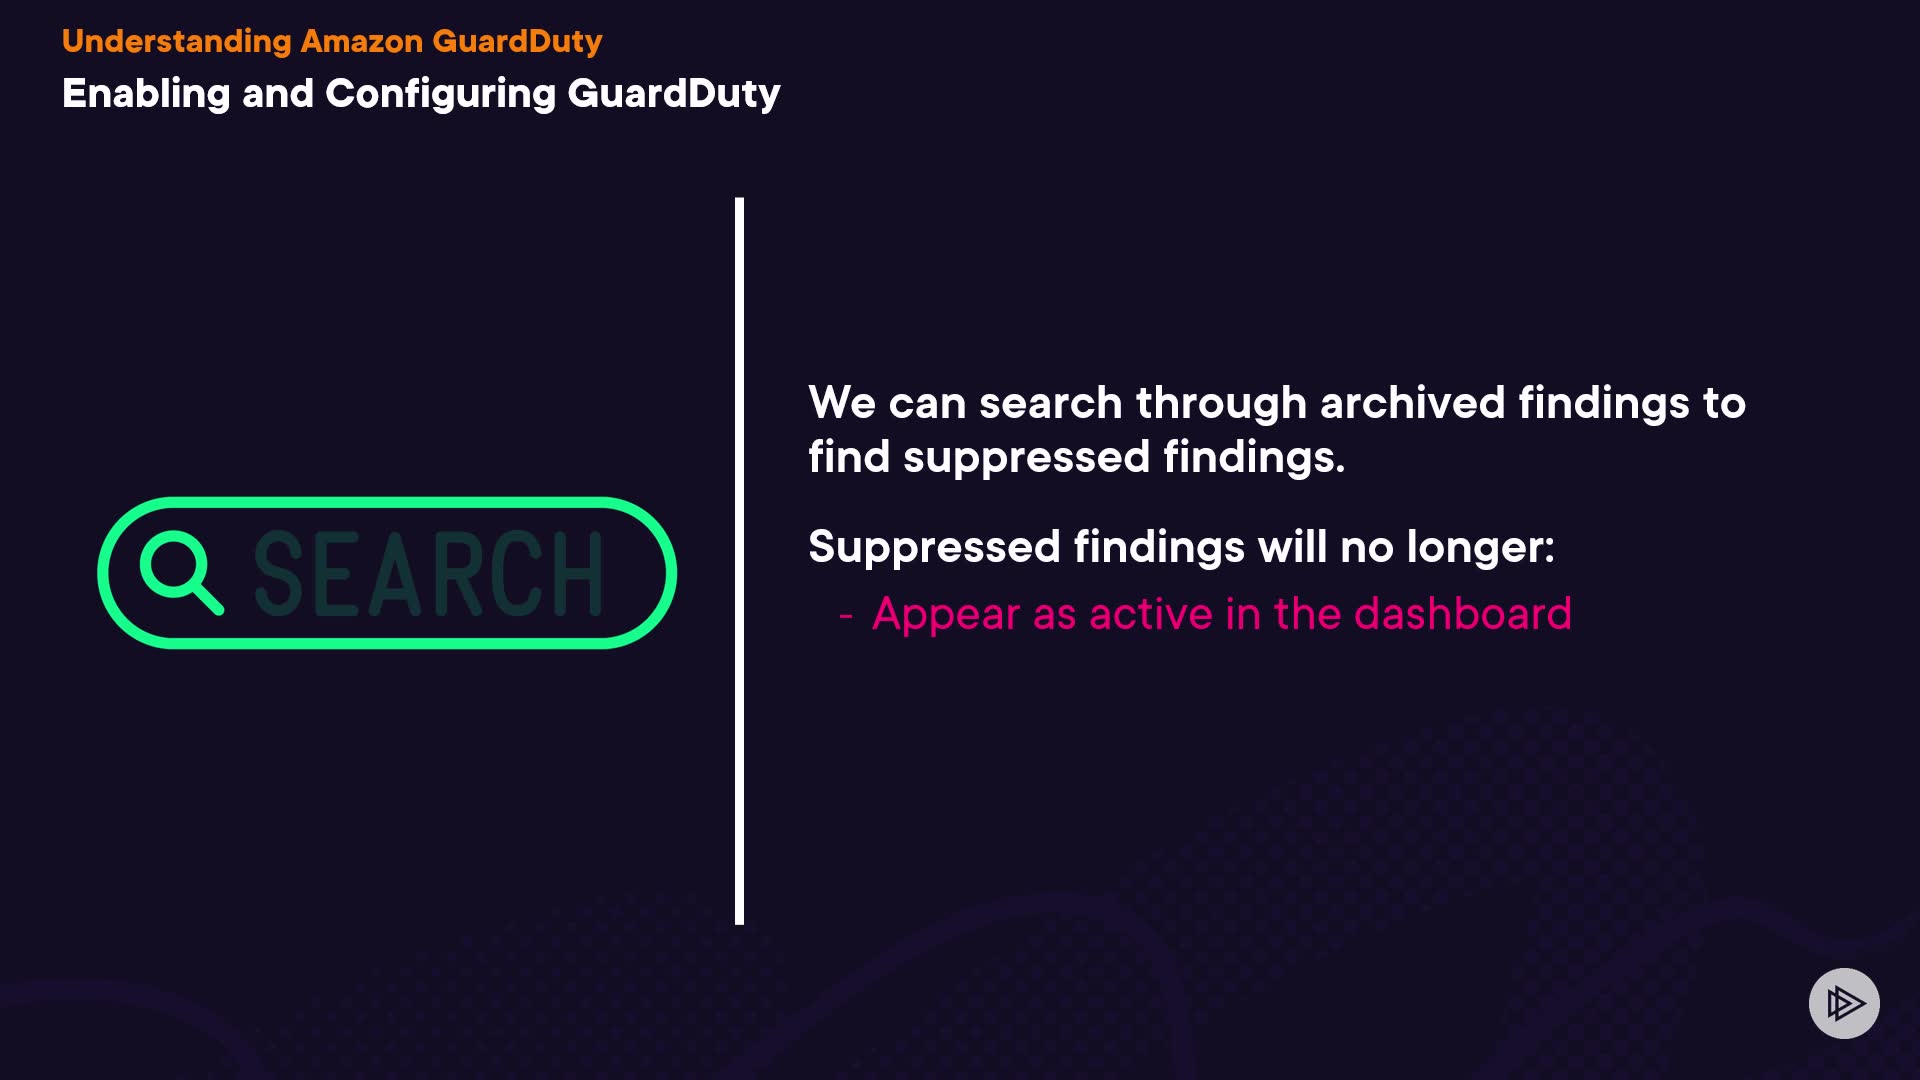 Understanding Amazon GuardDuty
Enabling and Configuring GuardDuty
SEARCH
We can search through archived findings to
find suppressed findings.
Suppressed findings will no longer:
- Appear as active in the dashboard